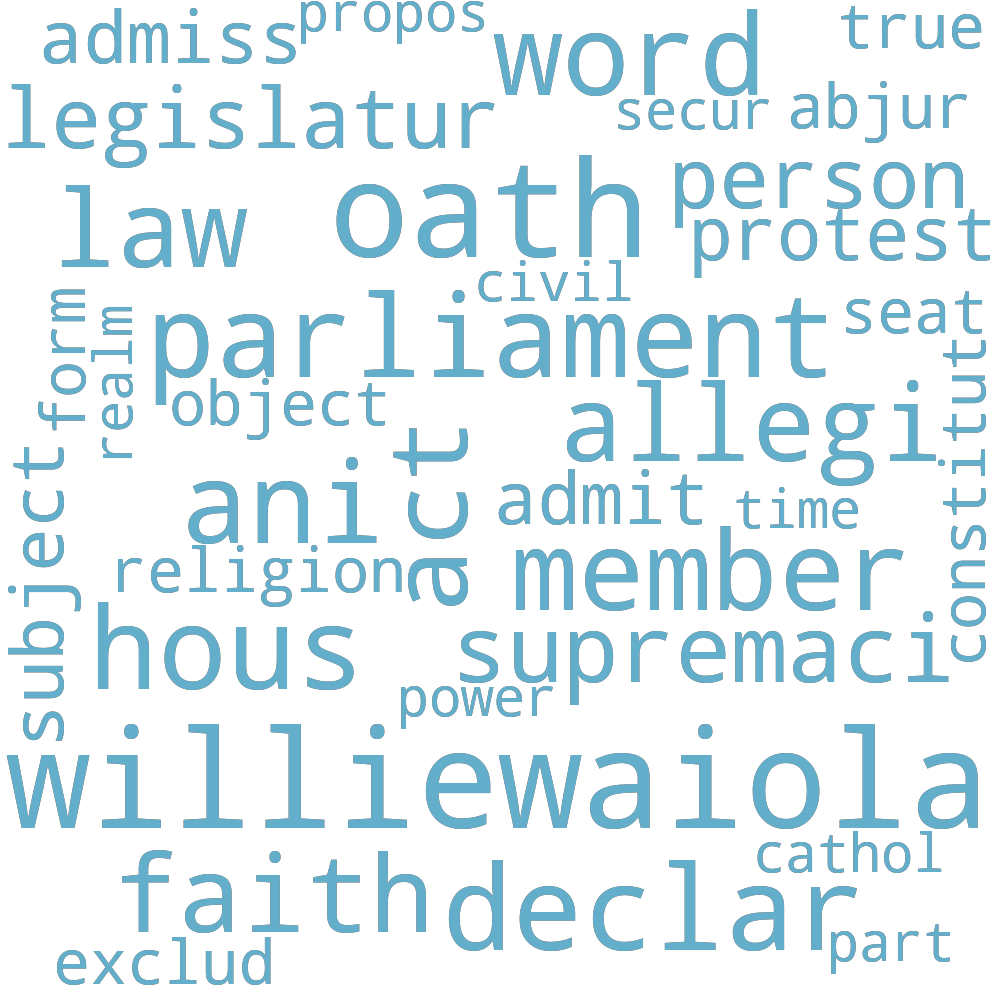 propos
admiss
word
true
legislatur
secur
abjur
person
law
oath
protest
civil
form
realm
parliament
seat
object
allegi
constitut
subject
ani
act
admit
time
religion
member
hous
supremaci
power
williewaiola
cathol
faith
declar
part
exclud